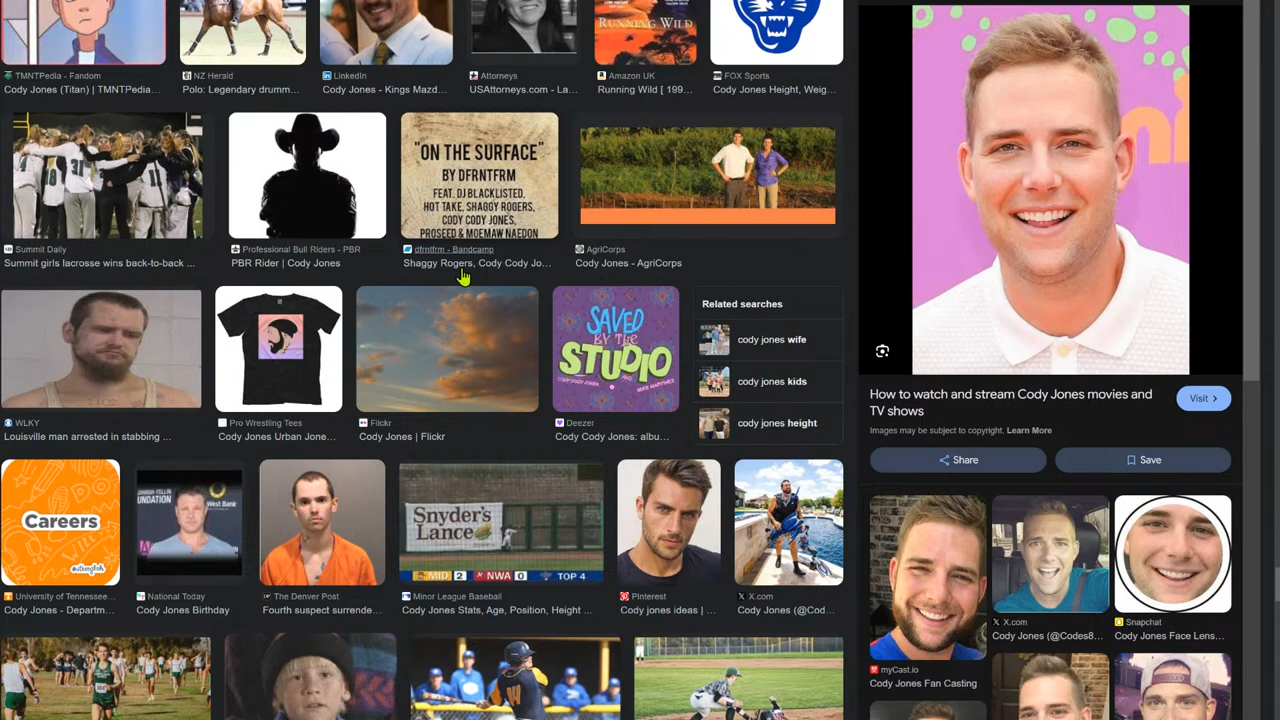 TMNTPedia - Fandom
Cody Jones (Titan) | TMNTPedia...
NZ Herald
Polo: Legendary drumm...
LinkedIn
Cody Jones - Kings Mazd...
Attorneys
USAttorneys.com - La...
RUNNING WILD
Amazon UK
Running Wild [ 199...
FOX Sports
Cody Jones Height, Weig...
Summit Daily
Summit girls lacrosse wins back-to-back ...
Professional Bull Riders - PBR
PBR Rider | Cody Jones
"ON THE SURFACE"
BY DFRNTFRM
FEAT. DJ BLACKLISTED,
HOT TAKE, SHAGGY ROGERS,
CODY CODY JONES,
PROSEED & MOEMAW NAEDON
dfrntfrm - Bandcamp
Shaggy Rogers, Cody Cody Jo...
AgriCorps
Cody Jones - AgriCorps
WLKY
Louisville man arrested in stabbing ...
Pro Wrestling Tees
Cody Jones Urban Jone...
Flickr
Cody Jones | Flickr
SAVED
BY THE
STUDIO
Deezer
Cody Cody Jones: albu...
Related searches
cody jones wife
cody jones kids
cody jones height
Careers
University of Tennessee...
Cody Jones - Departm...
West Bank
National Today
Cody Jones Birthday
The Denver Post
Fourth suspect surrende...
Snyder's
Lance
MID 2 NWA 0 TOP 4
Minor League Baseball
Cody Jones Stats, Age, Position, Height ...
Pinterest
Cody jones ideas | ...
X.com
Cody Jones (@Cod...
How to watch and stream Cody Jones movies and
TV shows
Visit
Images may be subject to copyright. Learn More
Share
Save
myCast.io
Cody Jones Fan Casting
X.com
Cody Jones (@Codes8...
Snapchat
Cody Jones Face Lens...